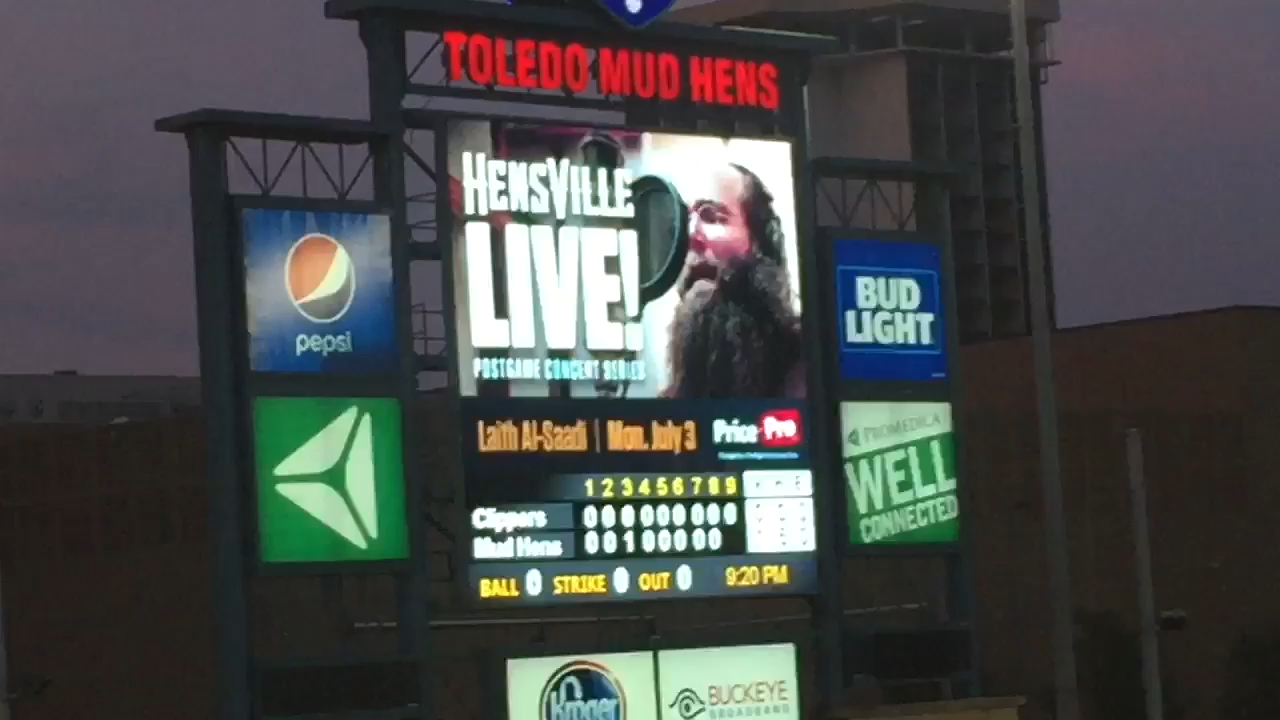 TOLEDO MUD HENS
HENSVILLE
LIVE!
POSTGAME CONCERT SERIES
Laith Al-Saadi | Mon. July 3
Price Pro
pepsi
BUD
LIGHT
PROMEDICA
WELL
CONNECTED
1 2 3 4 5 6 7 8 9
Clippers 0 0 0 0 0 0 0 0 0
Mud Hens 0 0 1 0 0 0 0 0
BALL 0 STRIKE 0 OUT 0 9:20 PM
Kroger
BUCKEYE
BROADBAND